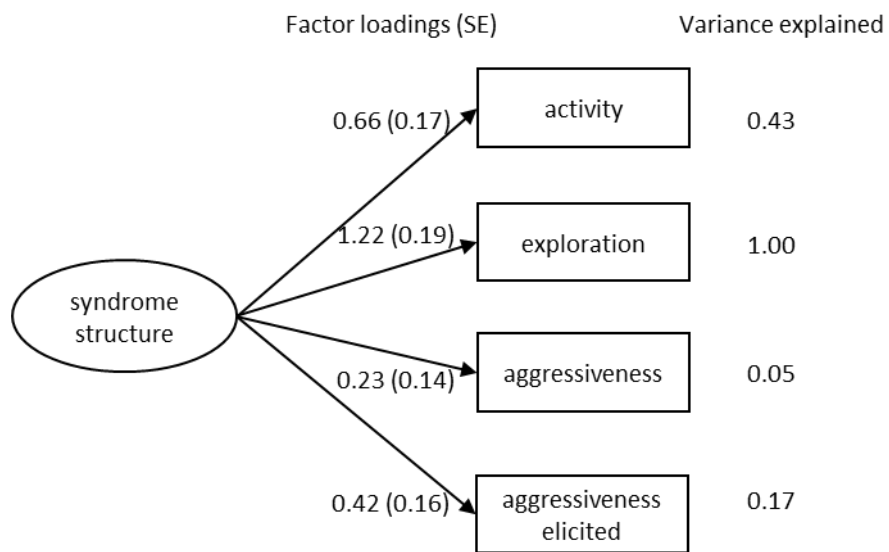 Factor loadings (SE) Variance explained
0.66 (0.17) activity 0.43
1.22 (0.19) exploration 1.00
syndrome
structure
0.23 (0.14) aggressiveness 0.05
0.42 (0.16) aggressiveness 0.17
elicited